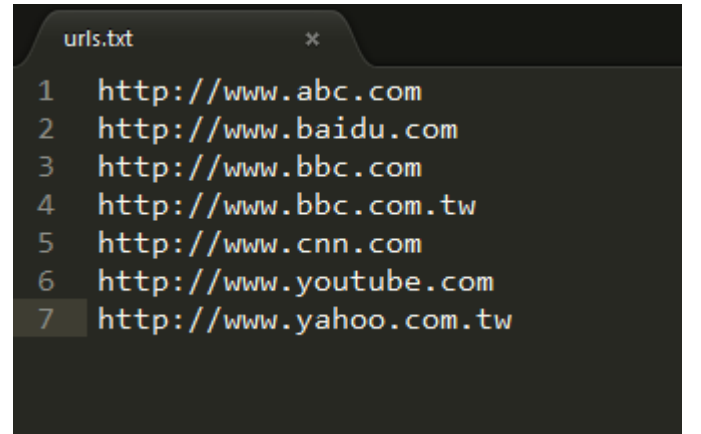 urls.txt ×
1 http://www.abc.com
2 http://www.baidu.com
3 http://www.bbc.com
4 http://www.bbc.com.tw
5 http://www.cnn.com
6 http://www.youtube.com
7 http://www.yahoo.com.tw